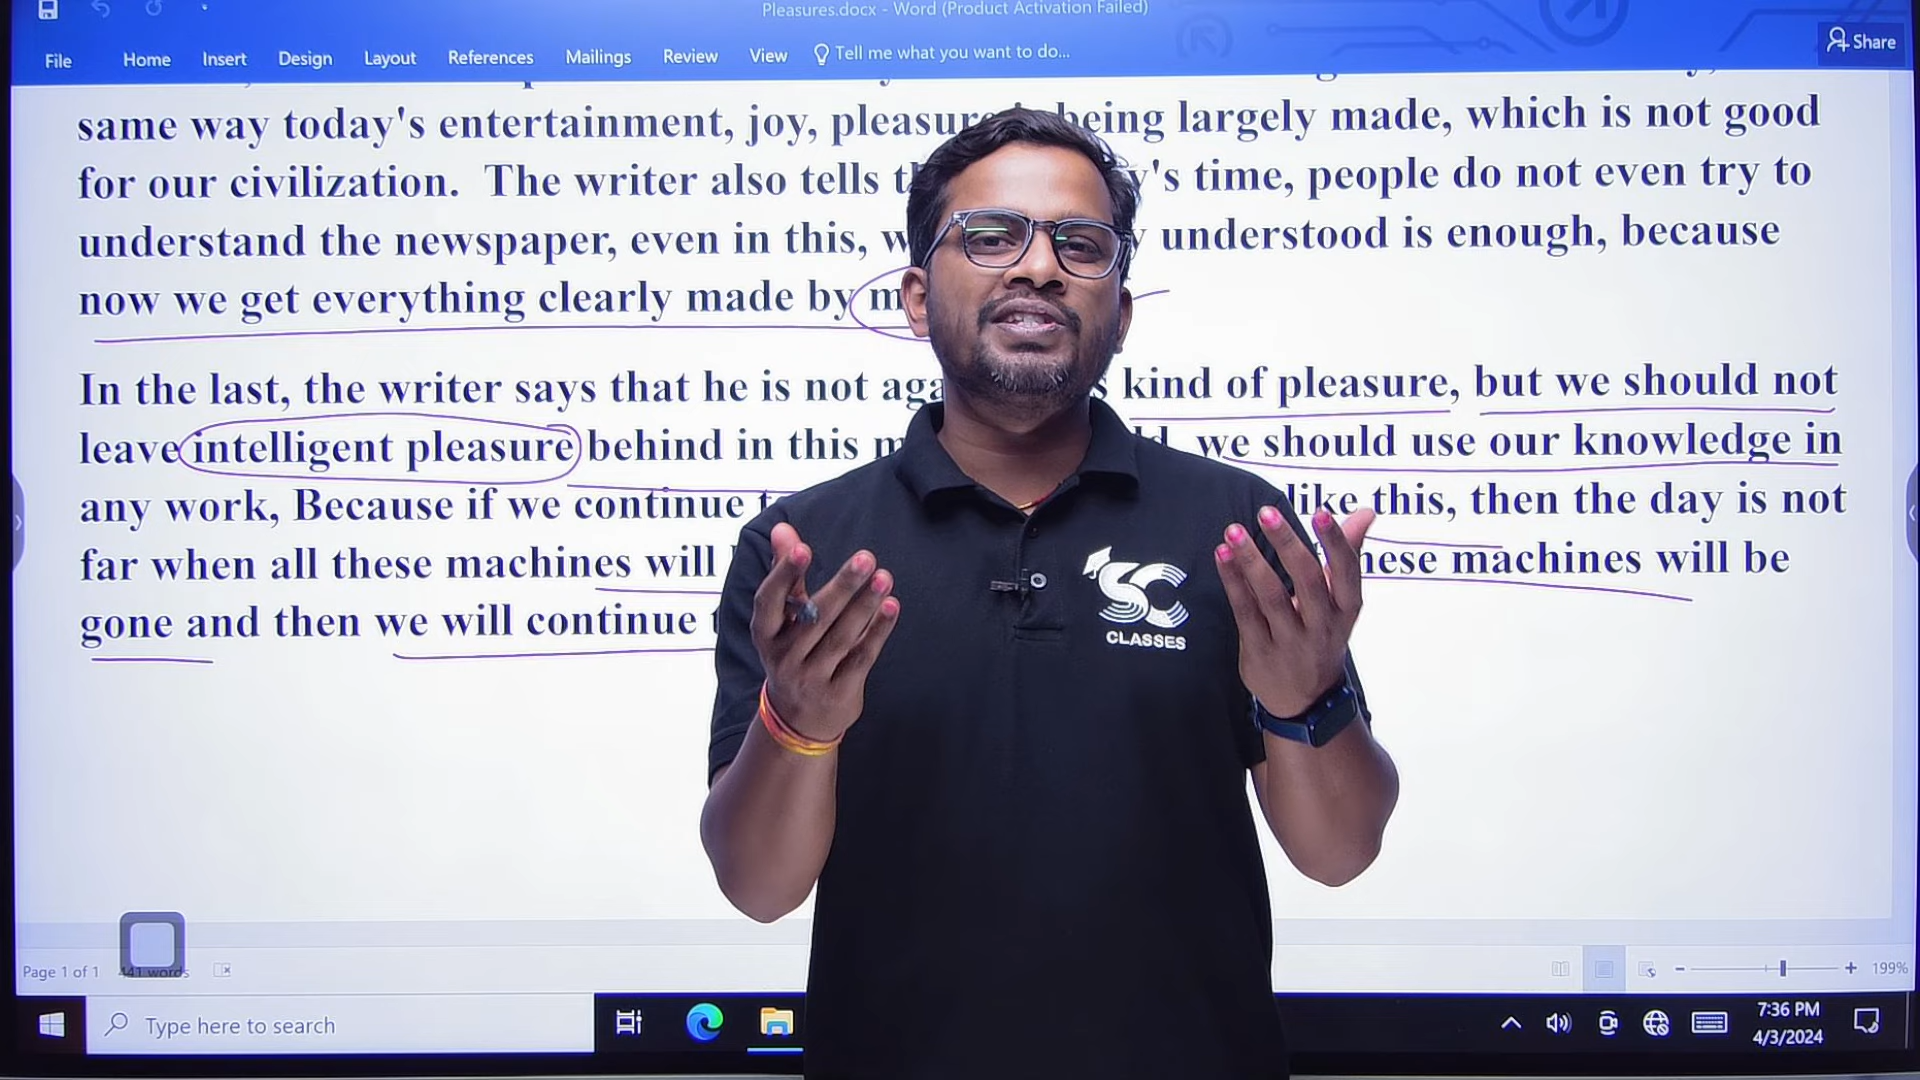 Pleasures.docx - Word (Product Activation Failed)
File Home Insert Design Layout References Mailings Review View Tell me what you want to do... Share
same way today's entertainment, joy, pleasure being largely made, which is not good
for our civilization. The writer also tells 's time, people do not even try to
understand the newspaper, even in this, understood is enough, because
now we get everything clearly made by
In the last, the writer says that he is not kind of pleasure, but we should not
leave intelligent pleasure behind in this we should use our knowledge in
any work, Because if we continue like this, then the day is not
far when all these machines will these machines will be
gone and then we will continue
SC
CLASSES
Page 1 of 1 441 words 199%
Type here to search
7:36 PM
4/3/2024